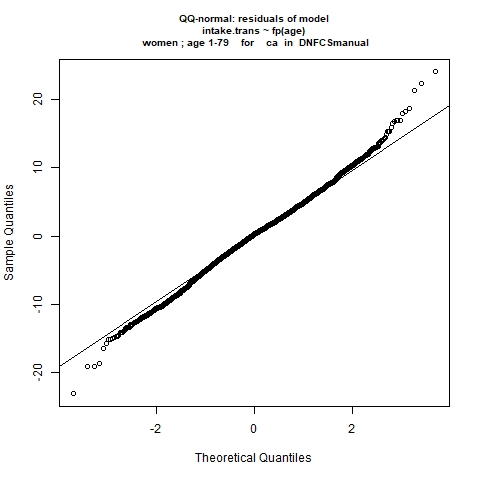 QQ-normal: residuals of model
intake.trans ~ fp(age)
women ; age 1-79 for ca in DNFCSmanual
20
10
0
-10
-20
Sample Quantiles
-2 0 2
Theoretical Quantiles